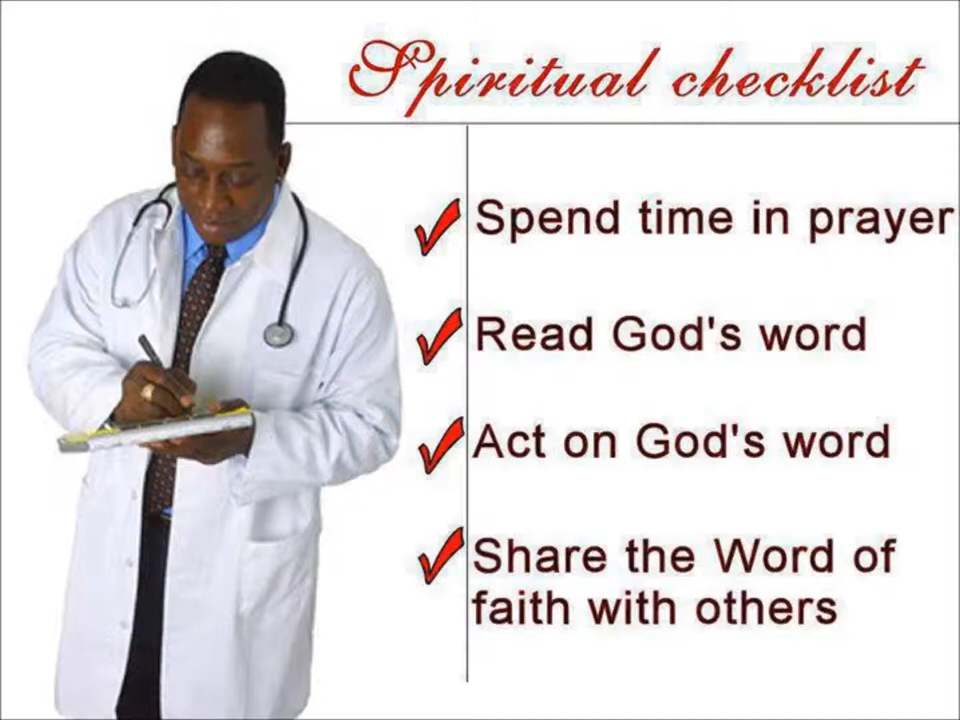 Spiritual checklist
Spend time in prayer
Read God's word
Act on God's word
Share the Word of
faith with others